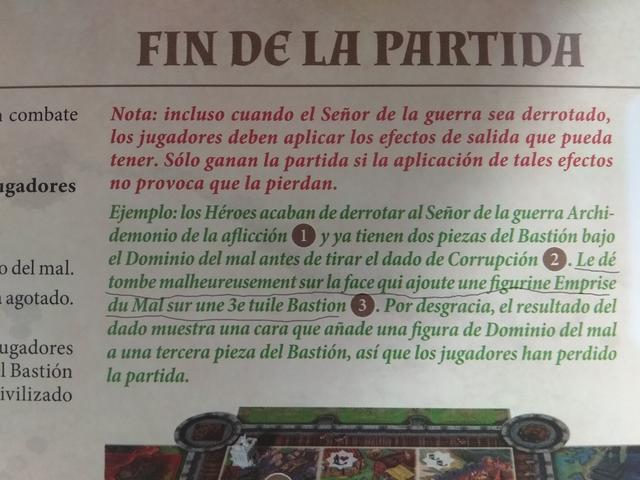 FIN DE LA PARTIDA
combate
ugadores
o del mal.
agotado.
ugadores
l Bastión
ivilizado
Nota: incluso cuando el Señor de la guerra sea derrotado,
los jugadores deben aplicar los efectos de salida que pueda
tener. Sólo ganan la partida si la aplicación de tales efectos
no provoca que la pierdan.
Ejemplo: los Héroes acaban de derrotar al Señor de la guerra Archi-
demonio de la aflicción 1 y ya tienen dos piezas del Bastión bajo
el Dominio del mal antes de tirar el dado de Corrupción 2. Le dé
tombe malheureusement sur la face qui ajoute une figurine Emprise
du Mal sur une 3e tuile Bastion 3. Por desgracia, el resultado del
dado muestra una cara que añade una figura de Dominio del mal
a una tercera pieza del Bastión, así que los jugadores han perdido
la partida.